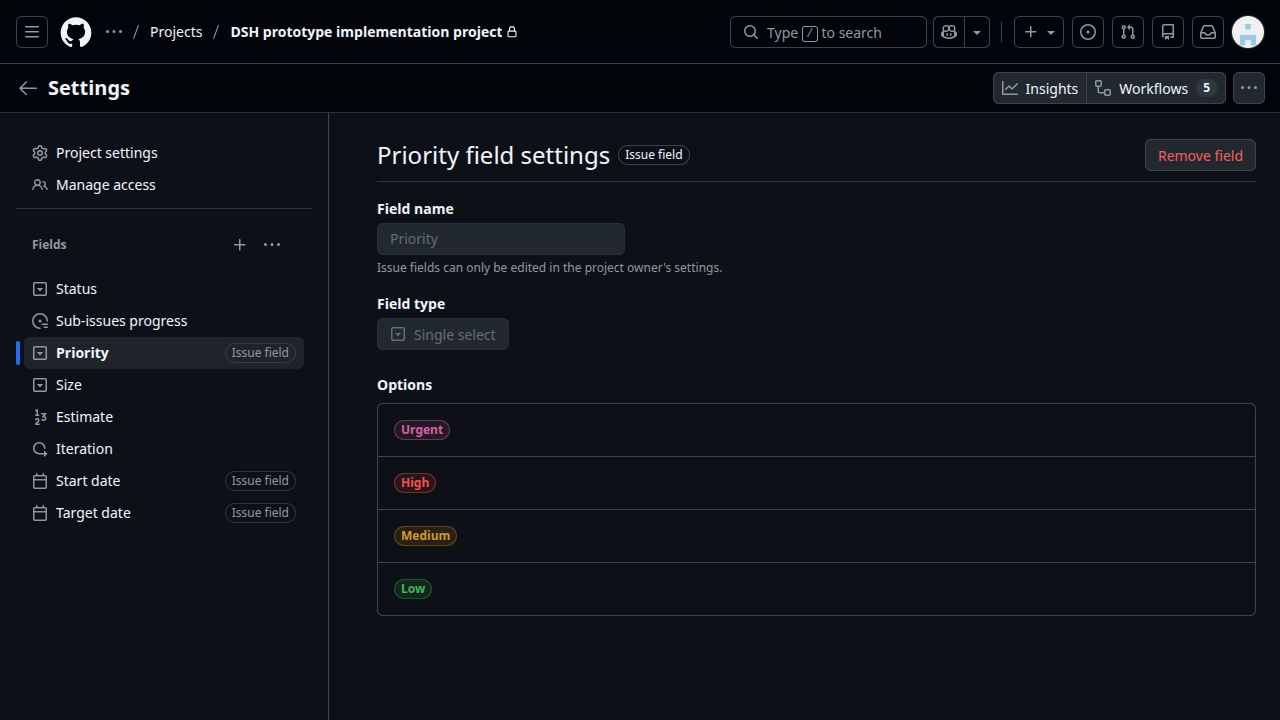 Projects / DSH prototype implementation project
Type / to search
Settings
Insights
Workflows 5
Project settings
Manage access
Fields
Status
Sub-issues progress
Priority Issue field
Size
Estimate
Iteration
Start date Issue field
Target date Issue field
Priority field settings Issue field
Remove field
Field name
Priority
Issue fields can only be edited in the project owner's settings.
Field type
Single select
Options
Urgent
High
Medium
Low